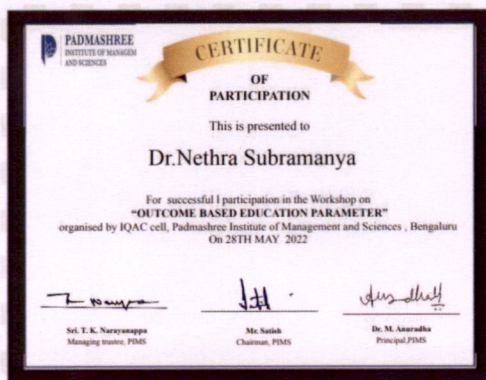 PADMASHREE
INSTITUTE OF MANAGEM
AND SCIENCES
CERTIFICATE
OF
PARTICIPATION
This is presented to
Dr.Nethra Subramanya
For successful l participation in the Workshop on
“OUTCOME BASED EDUCATION PARAMETER”
organised by IQAC cell, Padmashree Institute of Management and Sciences , Bengaluru
On 28TH MAY 2022
Sri. T. K. Narayanappa
Managing trustee, PIMS
Mr. Satish
Chairman, PIMS
Dr. M. Anuradha
Principal,PIMS